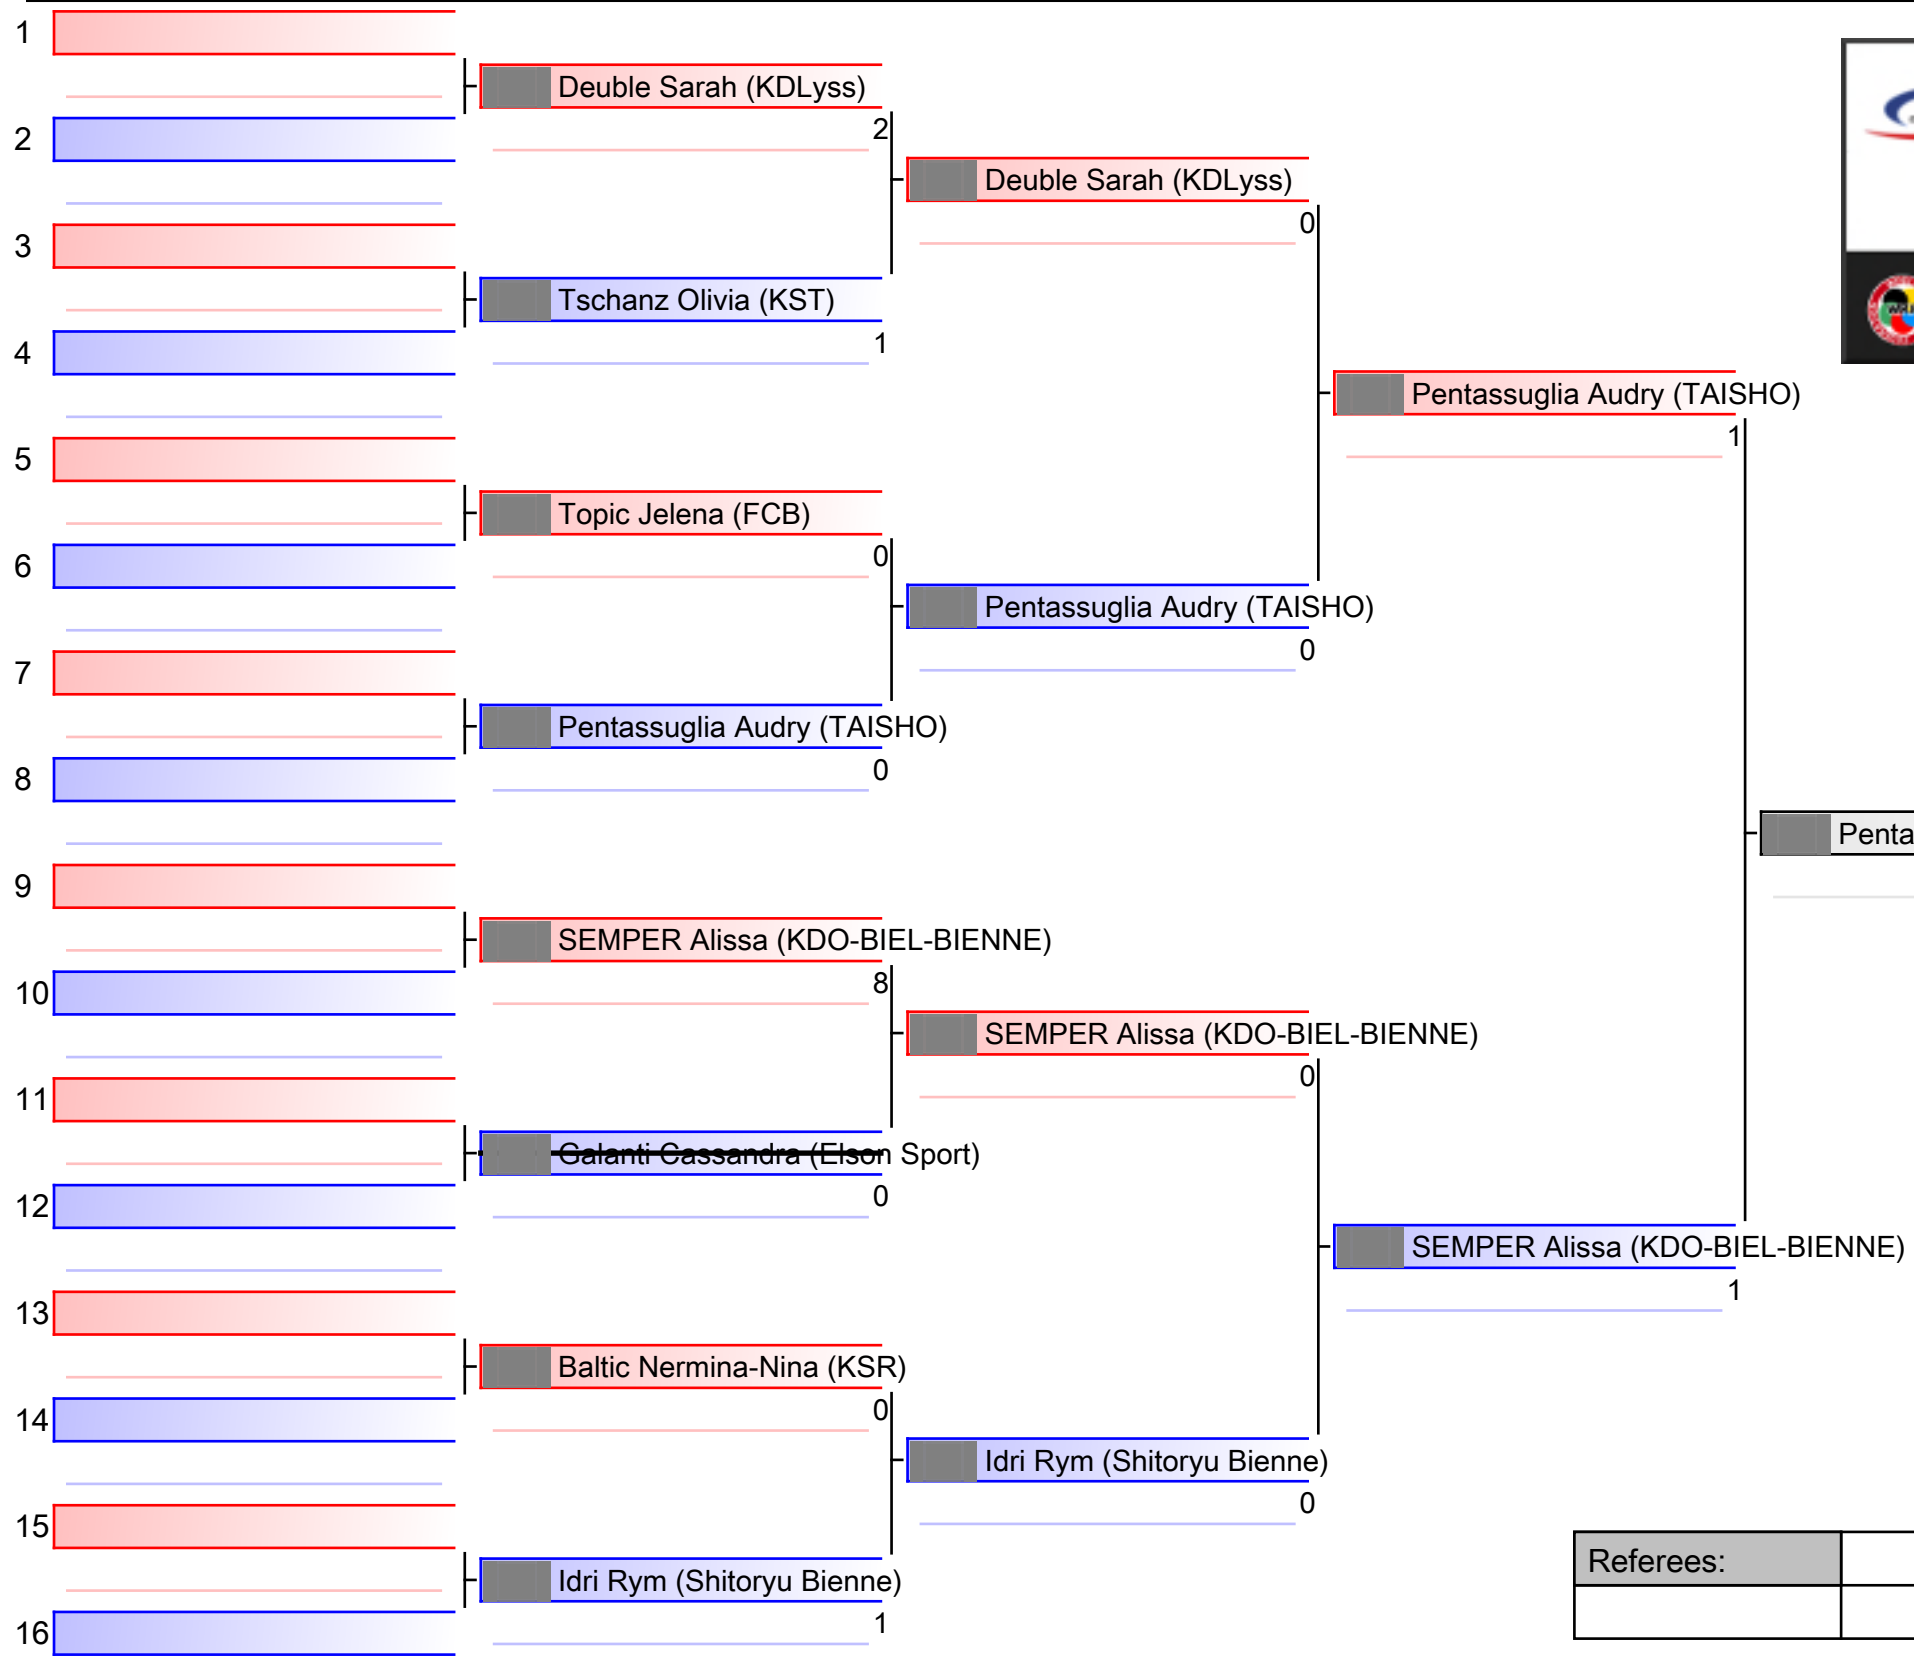 1
Deuble Sarah (KDLyss)
2
2
Deuble Sarah (KDLyss)
0
3
Tschanz Olivia (KST)
1
4
Pentassuglia Audry (TAISHO)
1
5
Topic Jelena (FCB)
0
6
Pentassuglia Audry (TAISHO)
0
7
Pentassuglia Audry (TAISHO)
0
8
Penta
9
SEMPER Alissa (KDO-BIEL-BIENNE)
8
10
SEMPER Alissa (KDO-BIEL-BIENNE)
0
11
Galanti Cassandra (Elson Sport)
0
12
SEMPER Alissa (KDO-BIEL-BIENNE)
1
13
Baltic Nermina-Nina (KSR)
0
14
Idri Rym (Shitoryu Bienne)
0
15
Referees:
Idri Rym (Shitoryu Bienne)
1
16